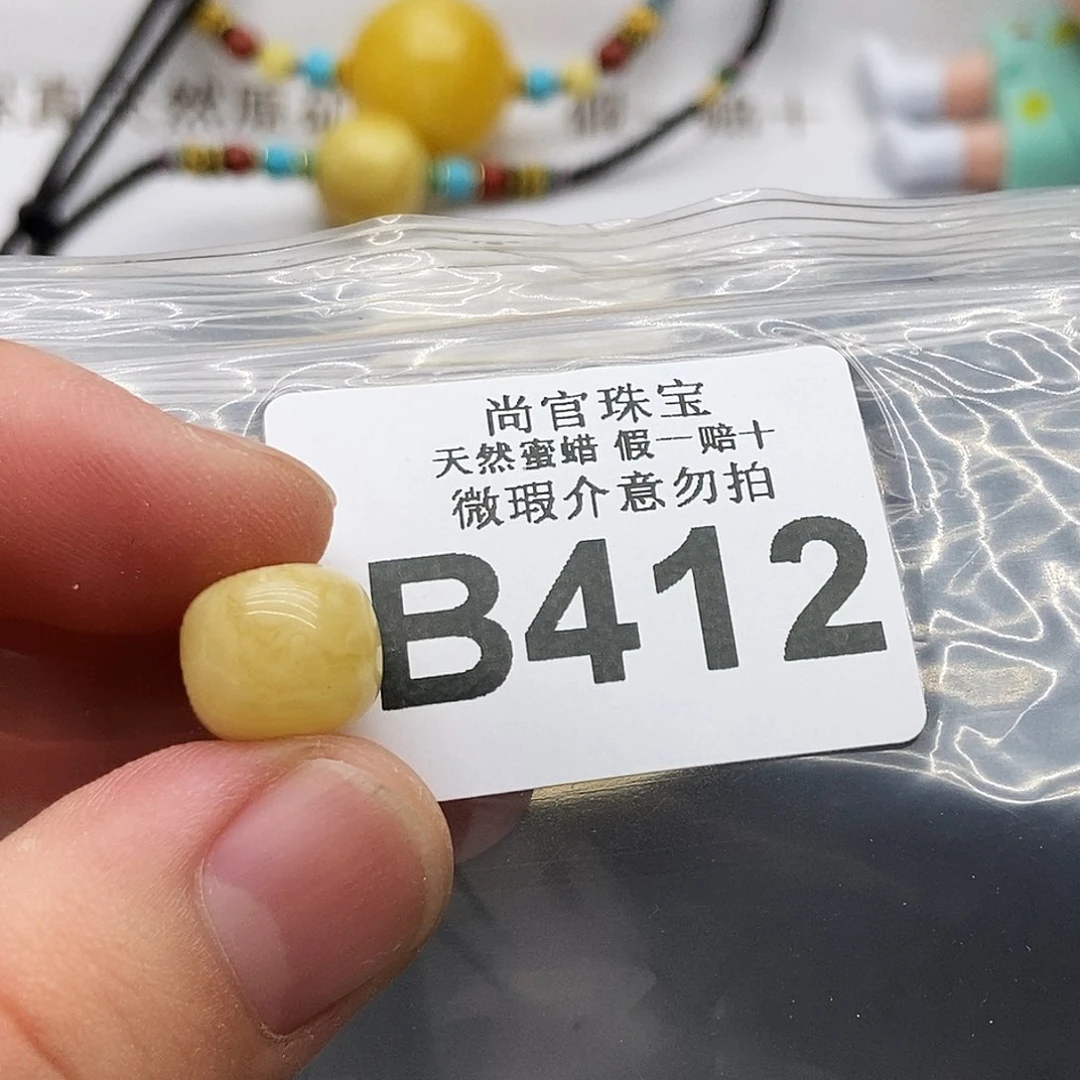 尚官珠宝
天然蜜蜡 假一赔十
微瑕介意勿拍
B412